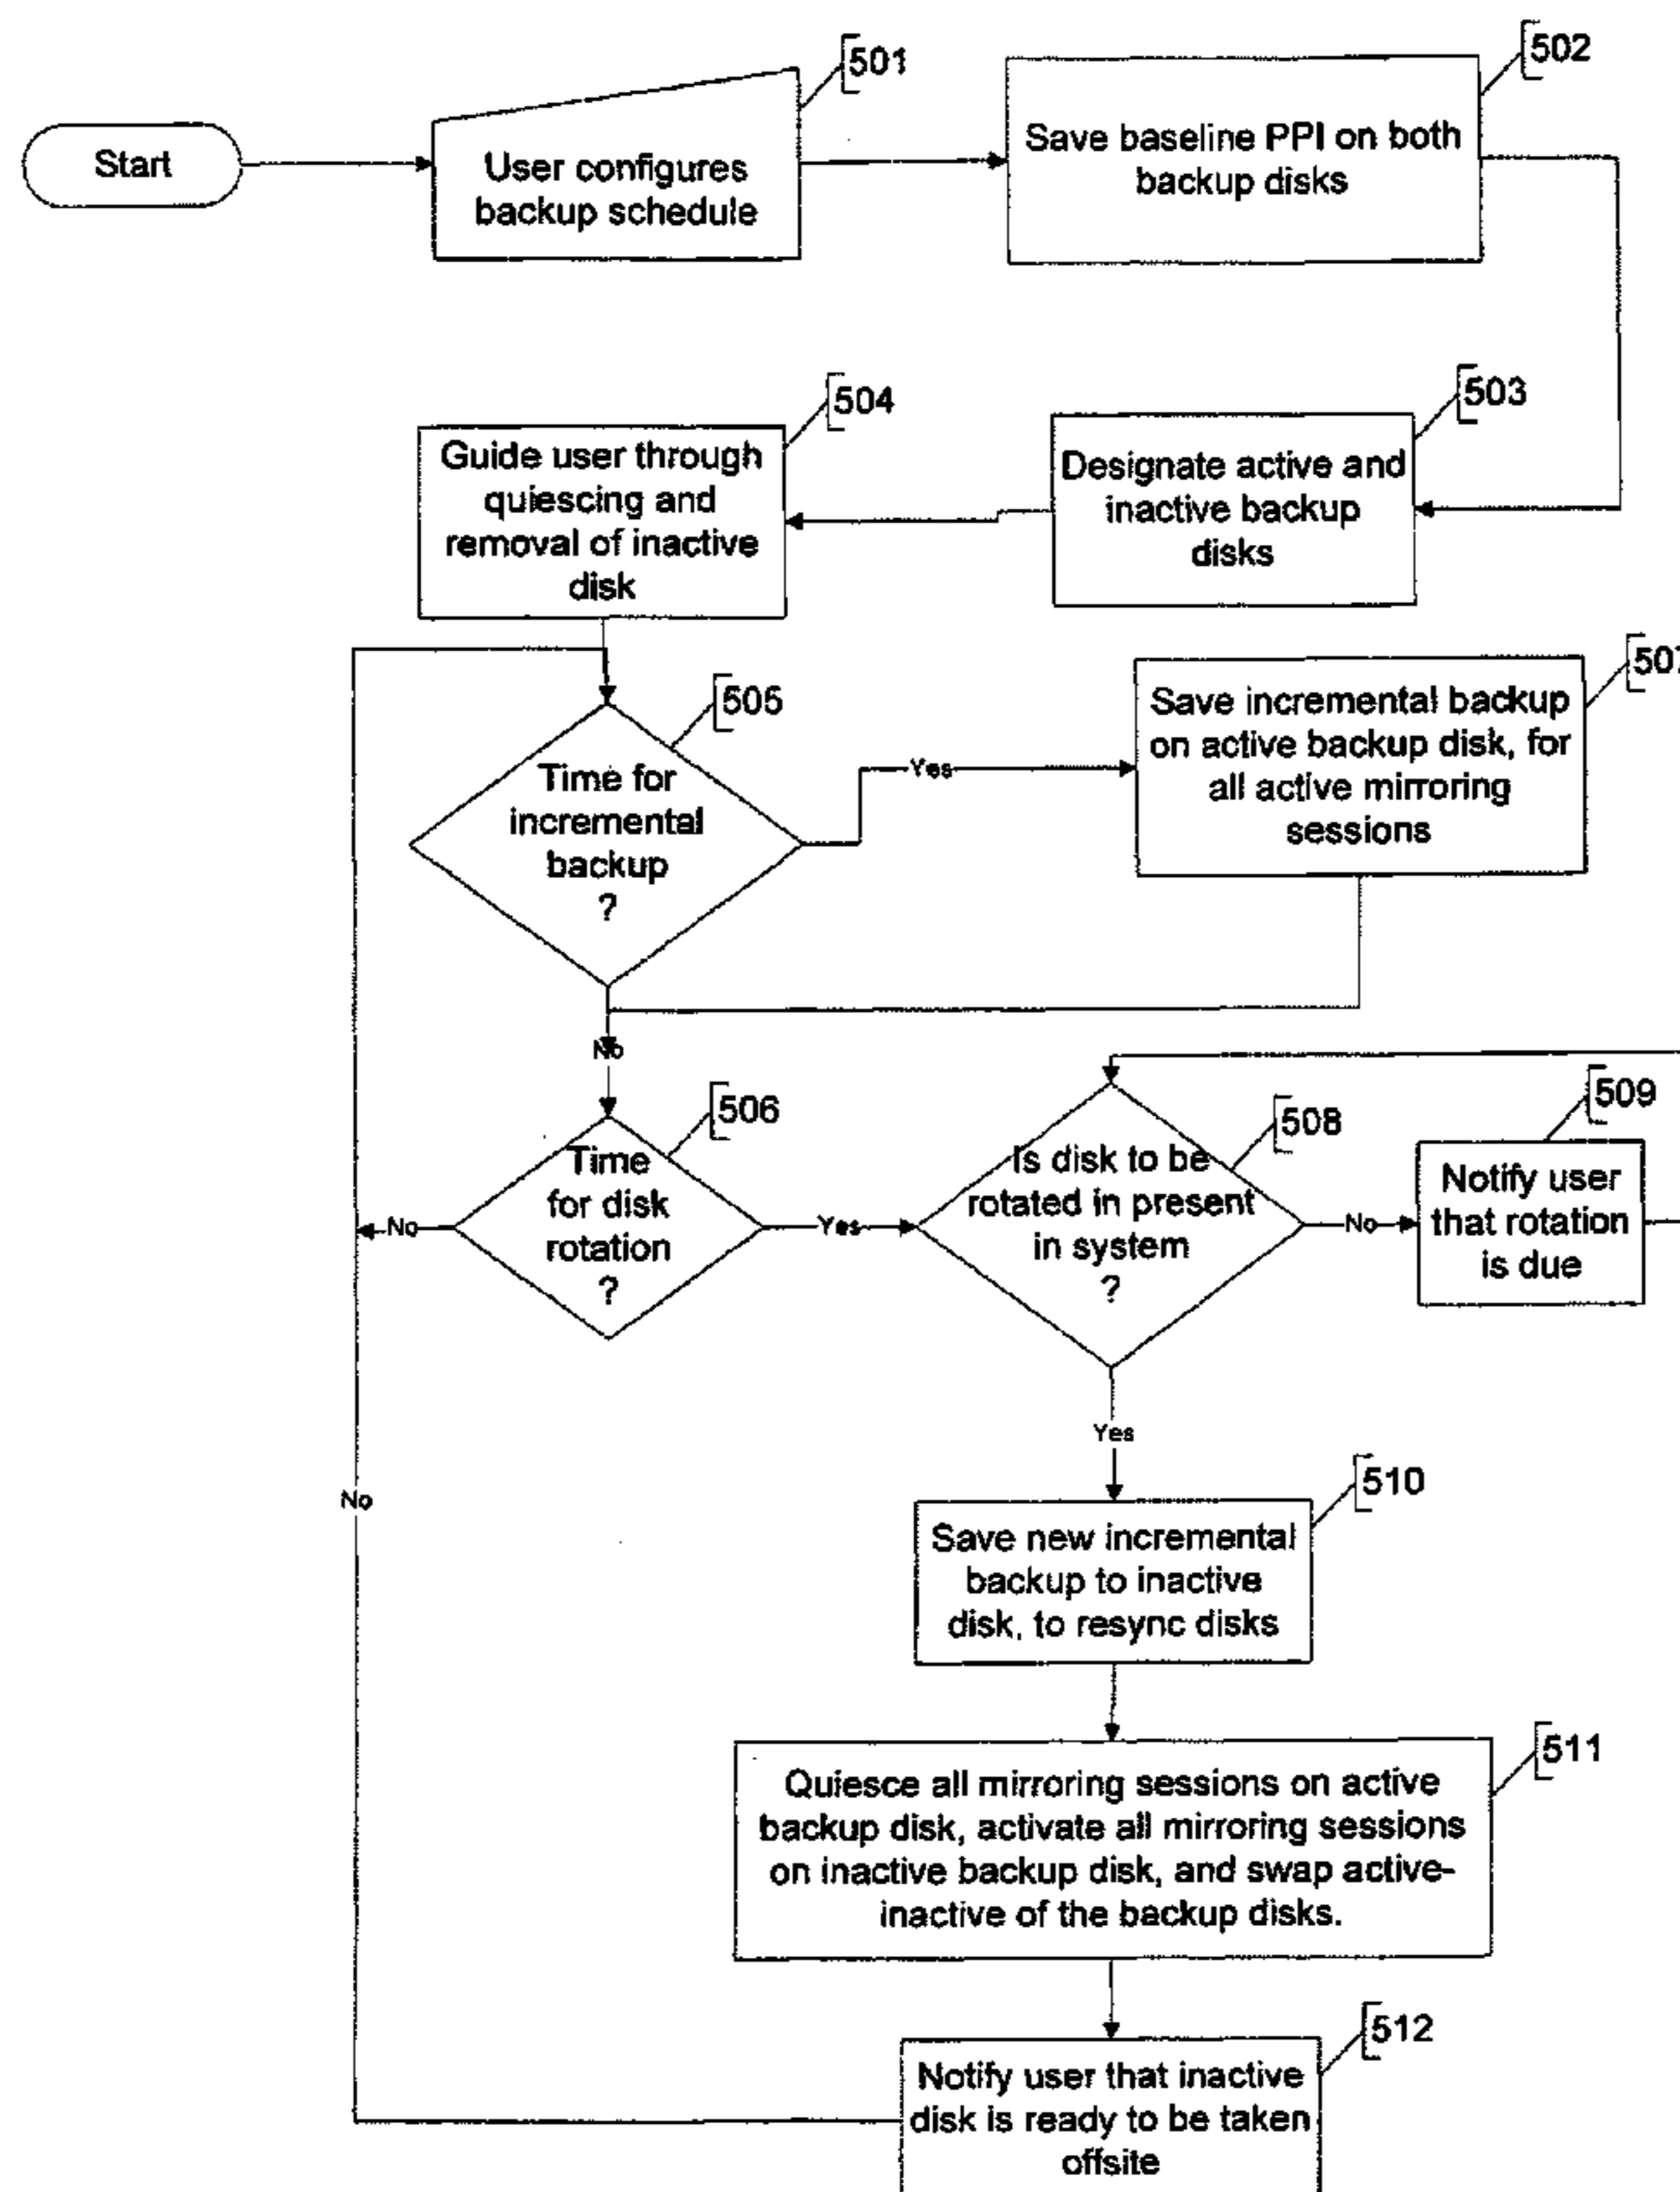 Start
501
User configures
backup schedule
502
Save baseline PPI on both
backup disks
503
Designate active and
inactive backup
disks
504
Guide user through
quiescing and
removal of inactive
disk
505
Time for
incremental
backup
?
Yes
507
Save incremental backup
on active backup disk, for
all active mirroring
sessions
No
506
Time
for disk
rotation
?
No
Yes
508
Is disk to be
rotated in present
in system
?
No
509
Notify user
that rotation
is due
Yes
510
Save new incremental
backup to inactive
disk, to resync disks
No
511
Quiesce all mirroring sessions on active
backup disk, activate all mirroring sessions
on inactive backup disk, and swap active-
inactive of the backup disks.
512
Notify user that inactive
disk is ready to be taken
offsite